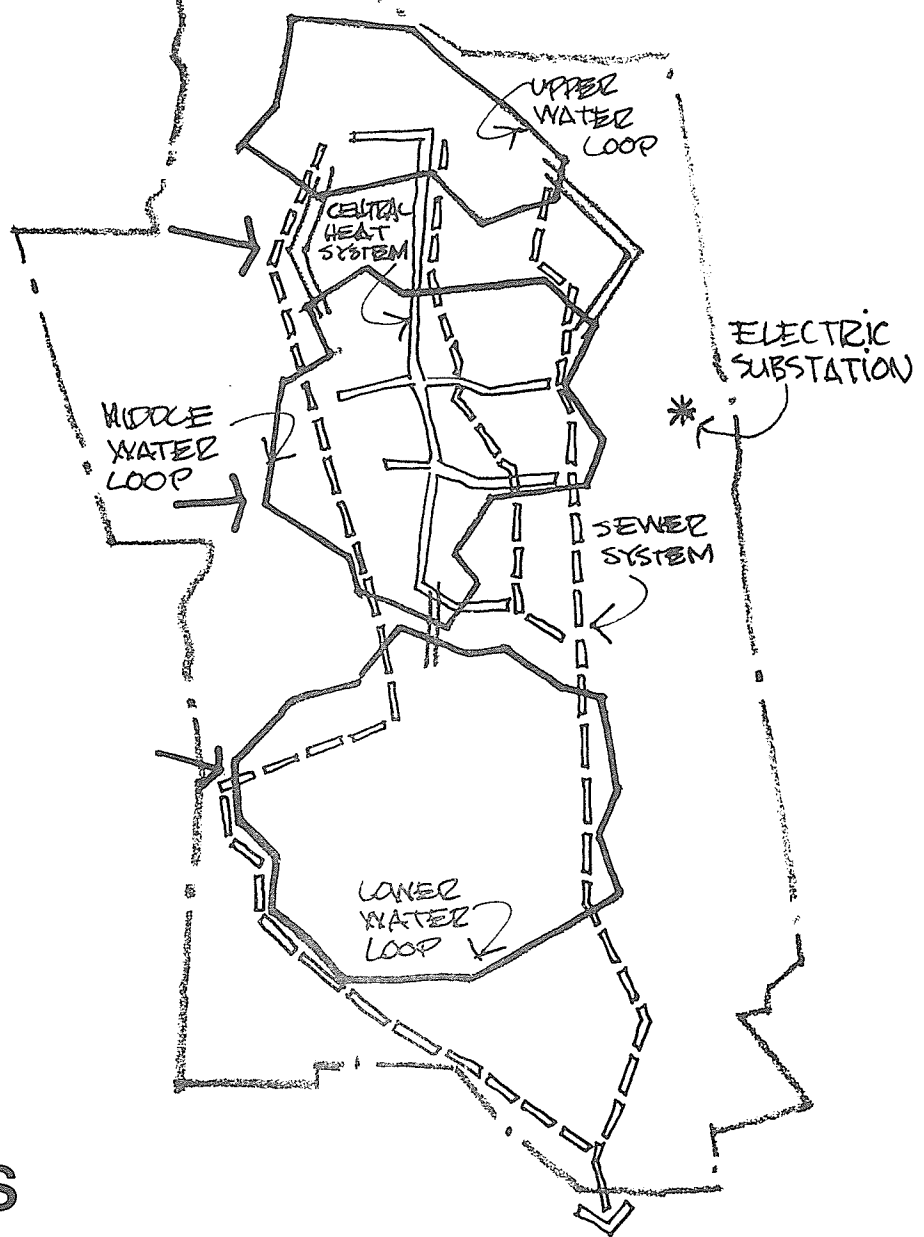 UPPER
WATER
LOOP
CENTRAL
HEAT
SYSTEM
ELECTRIC
SUBSTATION
MIDDLE
WATER
LOOP
SEWER
SYSTEM
LOWER
WATER
LOOP
S